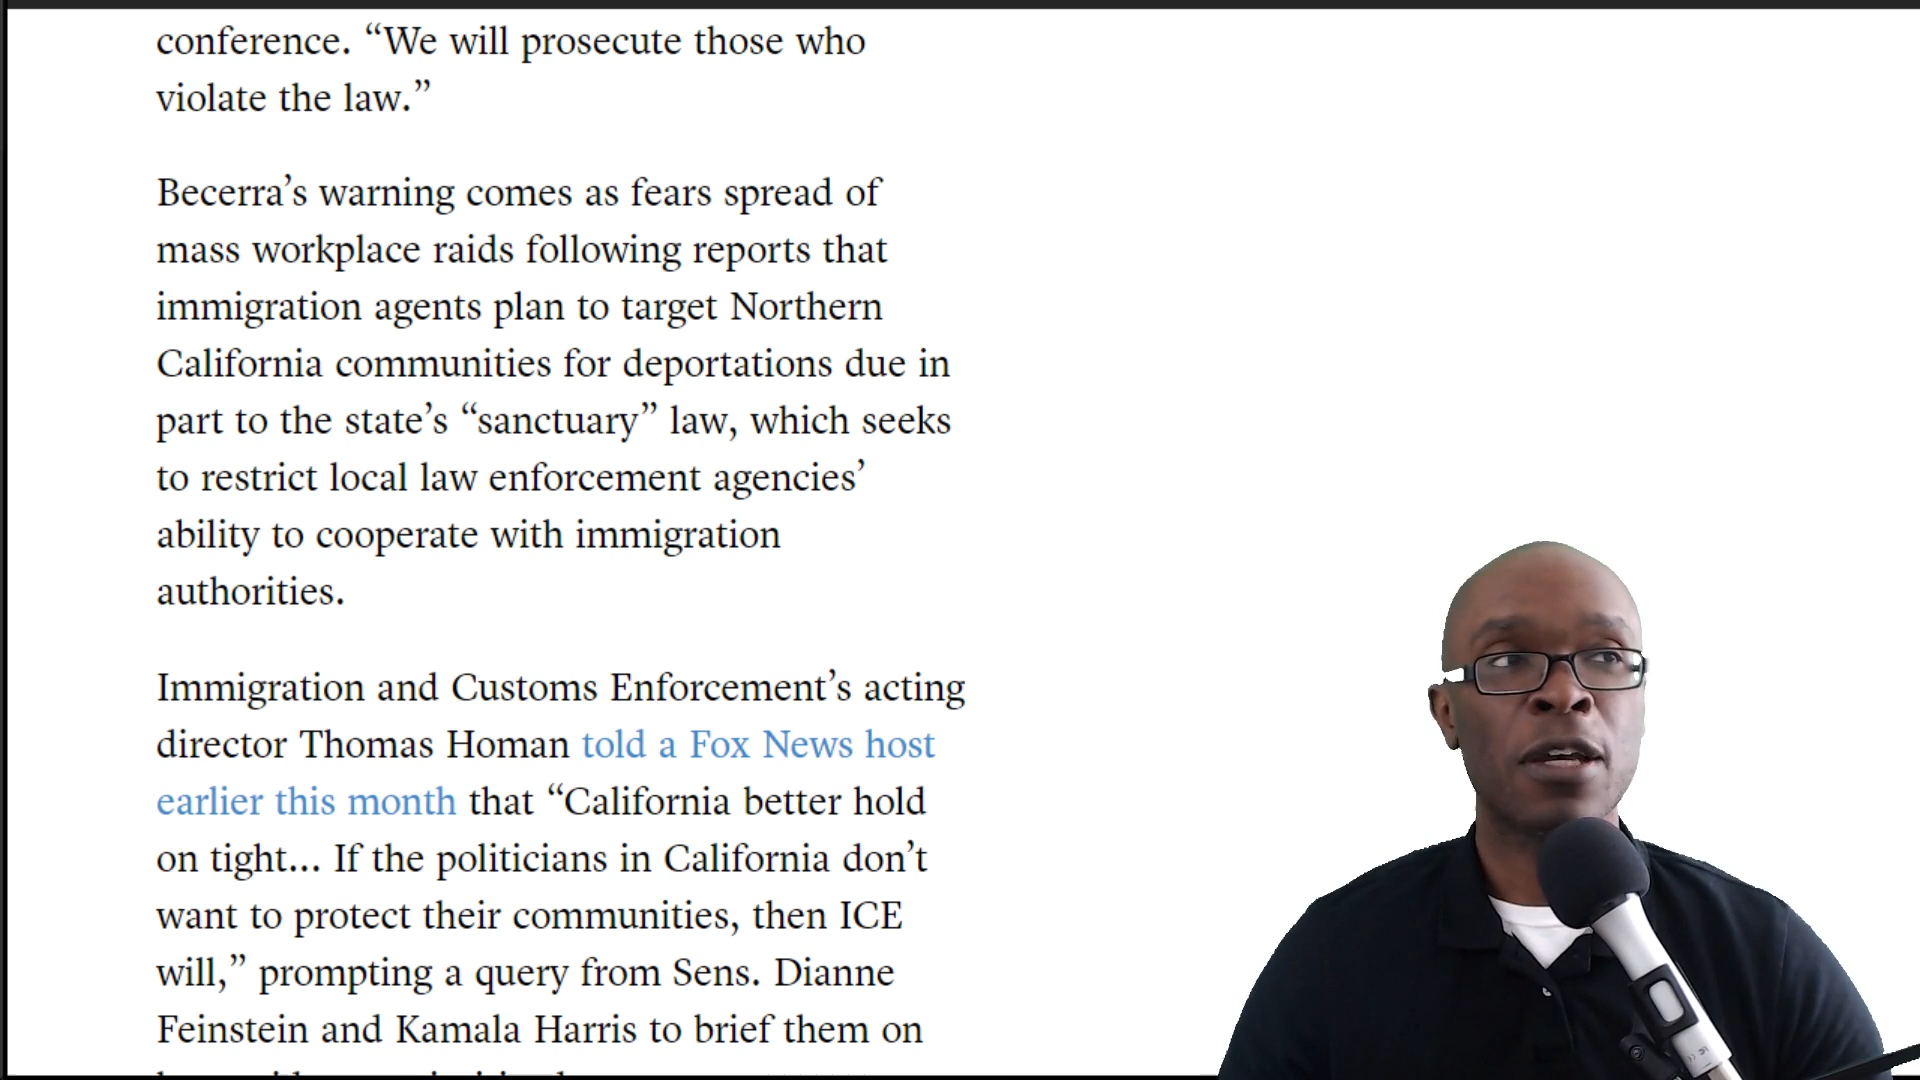 conference. “We will prosecute those who
violate the law.”
Becerra’s warning comes as fears spread of
mass workplace raids following reports that
immigration agents plan to target Northern
California communities for deportations due in
part to the state’s “sanctuary” law, which seeks
to restrict local law enforcement agencies’
ability to cooperate with immigration
authorities.
Immigration and Customs Enforcement’s acting
director Thomas Homan told a Fox News host
earlier this month that “California better hold
on tight… If the politicians in California don’t
want to protect their communities, then ICE
will,” prompting a query from Sens. Dianne
Feinstein and Kamala Harris to brief them on